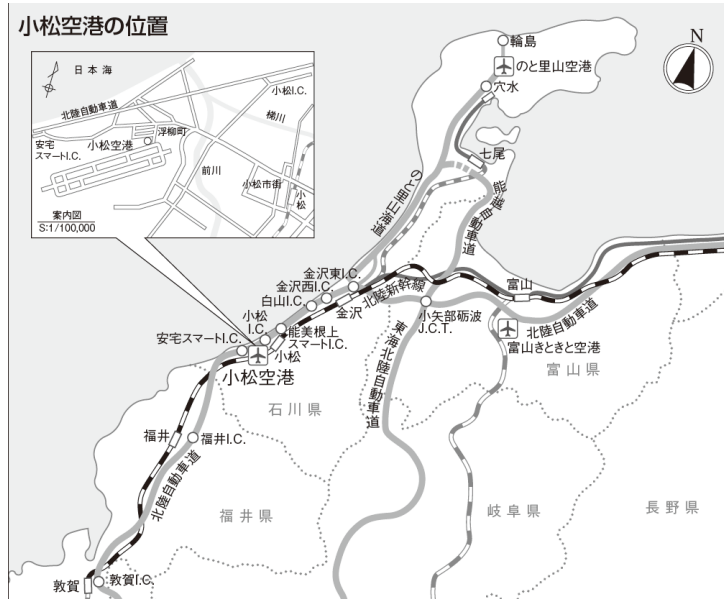 小松空港の位置
N
日本海
北陸自動車道
小松I.C.
梯川
浮柳町
安宅
スマートI.C.
小松空港
前川
小松市街
小松
案内図
S:1/100,000
輪島
のと里山空港
穴水
七尾
のと里山海道
能越自動車道
金沢東I.C.
金沢西I.C.
白山I.C.
金沢
北陸新幹線
富山
小松
I.C.
能美根上
スマートI.C.
安宅スマートI.C.
小松
小松空港
小矢部砺波
J.C.T.
北陸自動車道
富山きときと空港
東海北陸自動車道
富山県
石川県
福井
福井I.C.
北陸自動車道
福井県
岐阜県
長野県
敦賀
敦賀I.C.